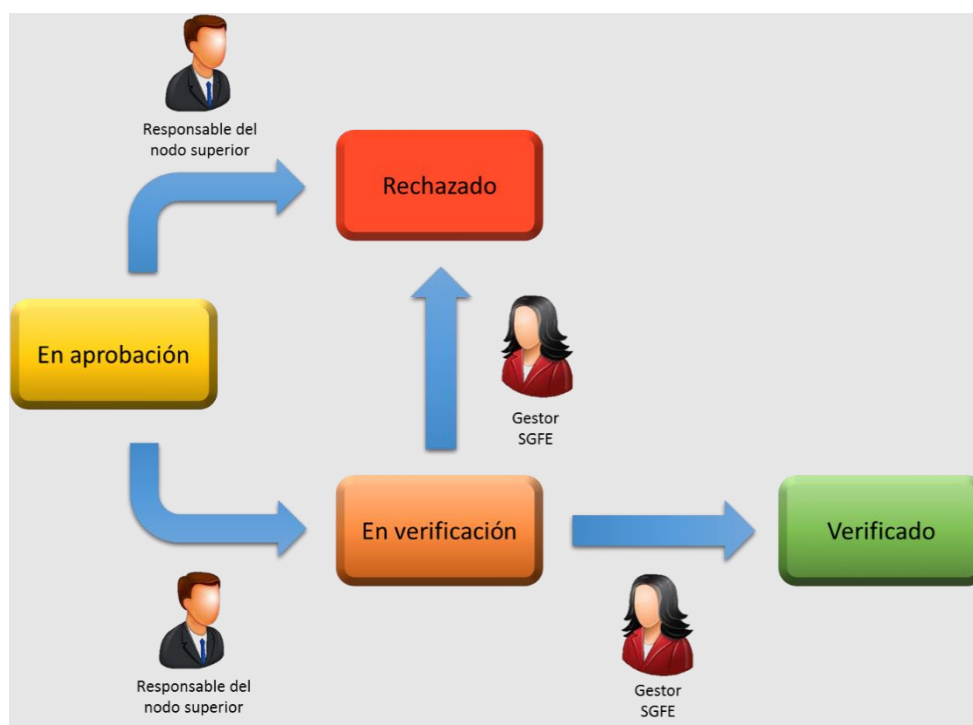 Responsable del
nodo superior
Rechazado
En aprobación
Gestor
SGFE
En verificación
Verificado
Responsable del
nodo superior
Gestor
SGFE